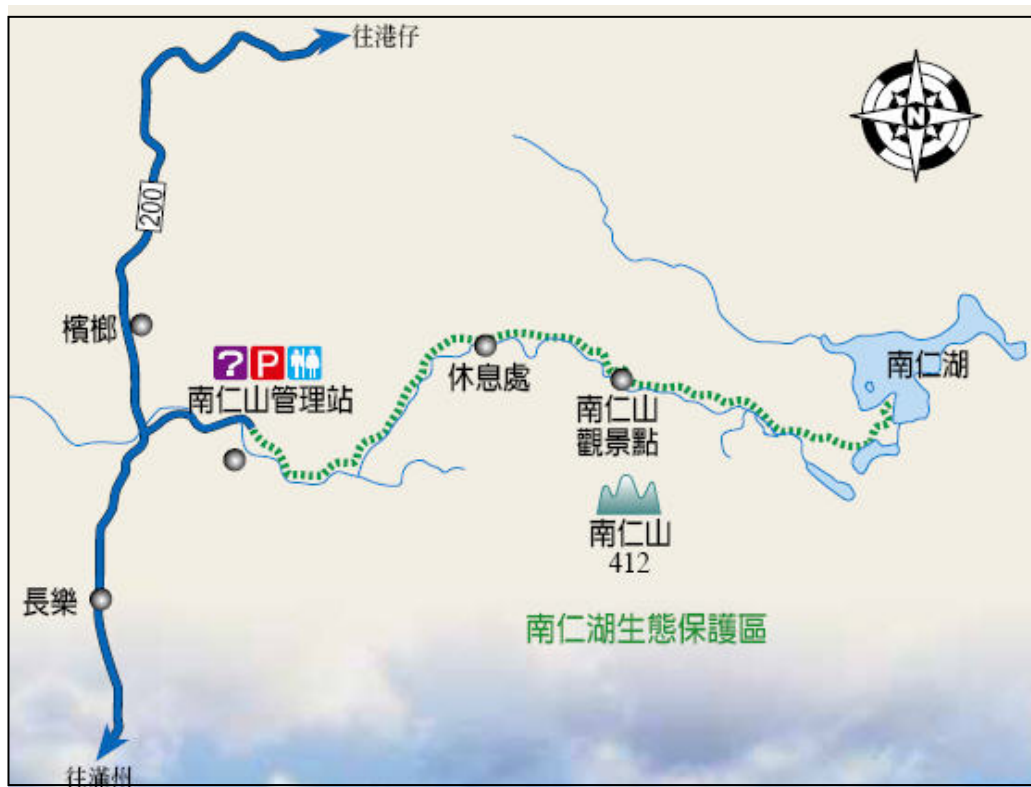 往港仔
N
200
檳榔
?
P
南仁山管理站
休息處
南仁湖
南仁山
觀景點
南仁山
412
長樂
南仁湖生態保護區
往滿州